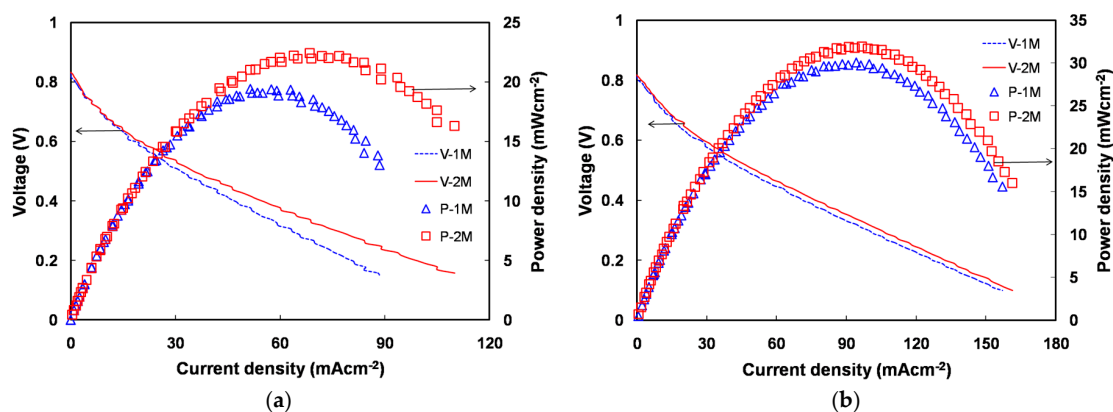 1
0.8
0.6
0.4
0.2
0
Voltage (V)
25
20
15
10
5
0
Power density (mWcm-2)
V-1M
V-2M
P-1M
P-2M
0 30 60 90 120
Current density (mAcm-2)
(a)
1
0.8
0.6
0.4
0.2
0
Voltage (V)
35
30
25
20
15
10
5
0
Power density (mWcm-2)
V-1M
V-2M
P-1M
P-2M
0 30 60 90 120 150 180
Current density (mAcm-2)
(b)